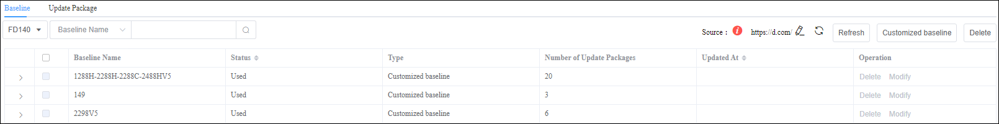 Baseline Update Package
FD140 Baseline Name Source : i https://d.com/ Refresh Customized baseline Delete
Baseline Name Status Type Number of Update Packages Updated At Operation
1288H-2288H-2288C-2488HV5 Used Customized baseline 20 Delete Modify
149 Used Customized baseline 3 Delete Modify
2298V5 Used Customized baseline 6 Delete Modify